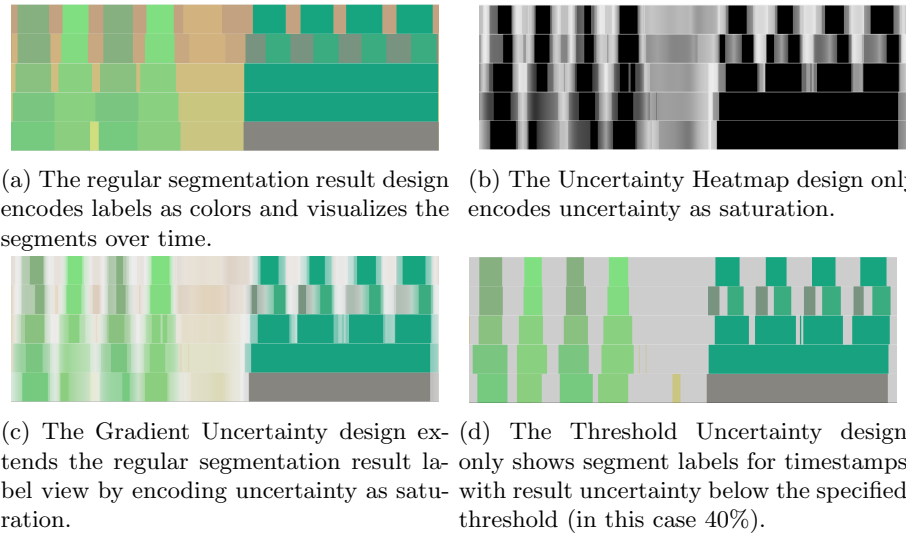 (a) The regular segmentation result design
encodes labels as colors and visualizes the
segments over time.
(b) The Uncertainty Heatmap design only
encodes uncertainty as saturation.
(c) The Gradient Uncertainty design ex-
tends the regular segmentation result la-
bel view by encoding uncertainty as satu-
ration.
(d) The Threshold Uncertainty design
only shows segment labels for timestamps
with result uncertainty below the specified
threshold (in this case 40%).